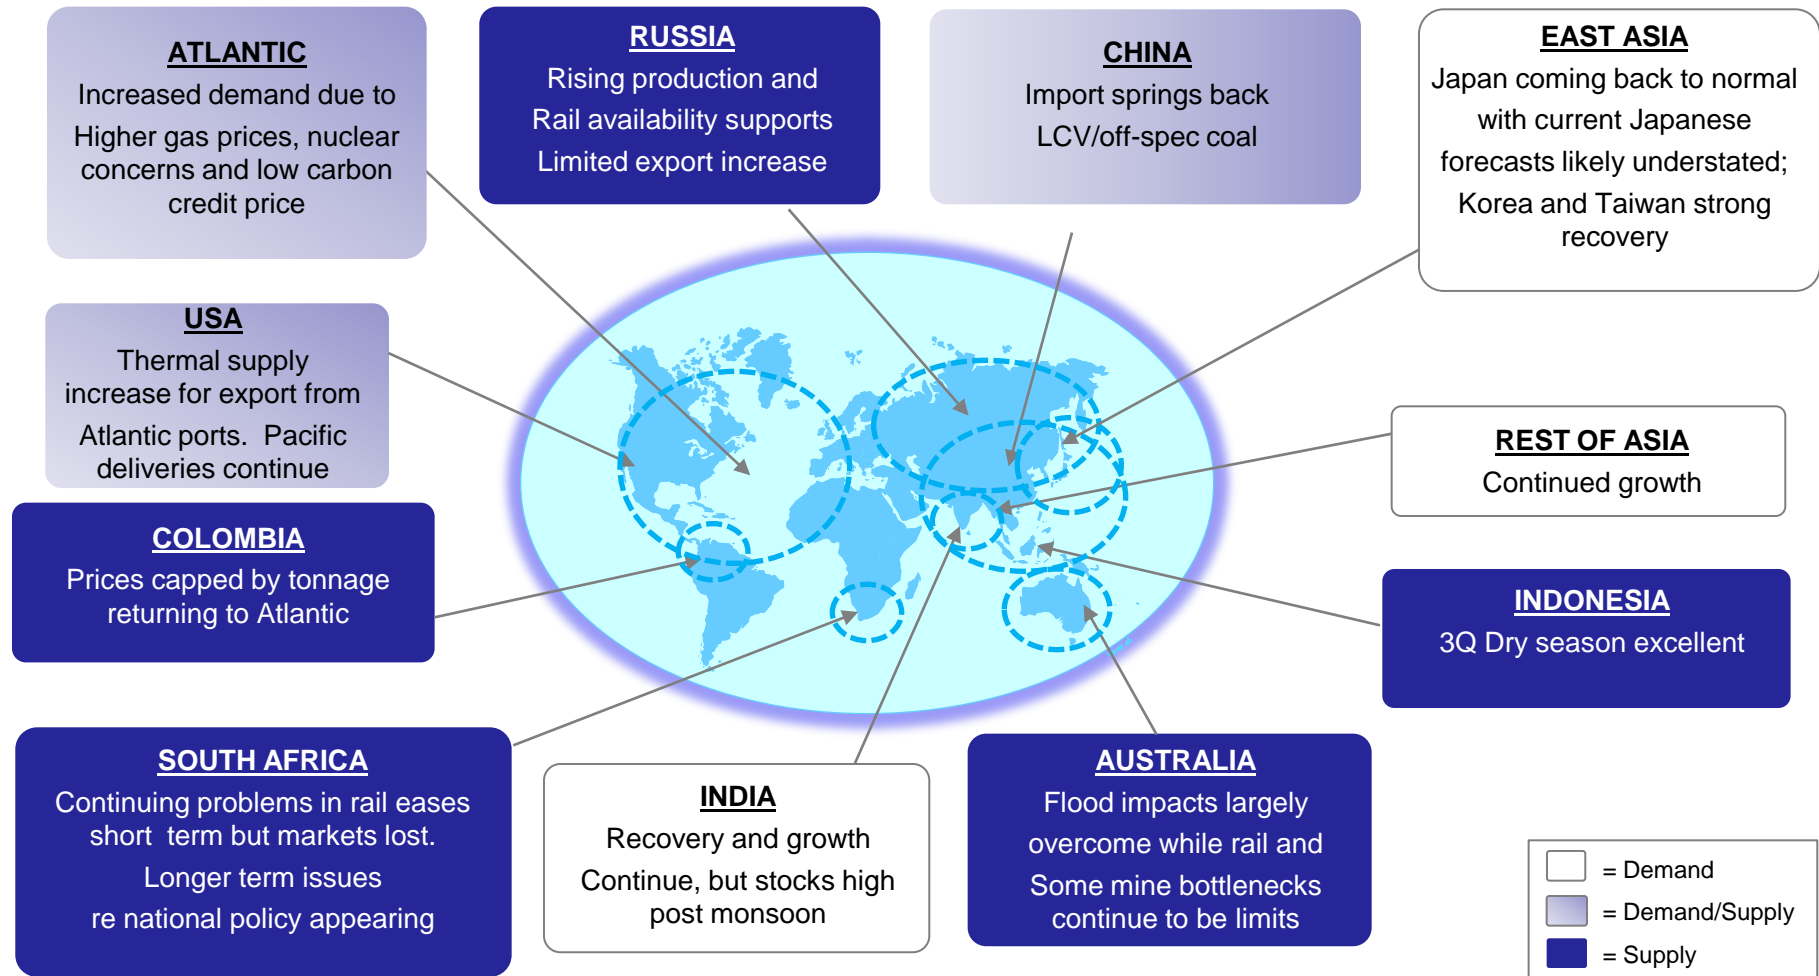 ATLANTIC
Increased demand due to
Higher gas prices, nuclear
concerns and low carbon
credit price
RUSSIA
Rising production and
Rail availability supports
Limited export increase
CHINA
Import springs back
LCV/off-spec coal
EAST ASIA
Japan coming back to normal
with current Japanese
forecasts likely understated;
Korea and Taiwan strong
recovery
USA
Thermal supply
increase for export from
Atlantic ports. Pacific
deliveries continue
REST OF ASIA
Continued growth
COLOMBIA
Prices capped by tonnage
returning to Atlantic
INDONESIA
3Q Dry season excellent
SOUTH AFRICA
Continuing problems in rail eases
short term but markets lost.
Longer term issues
re national policy appearing
INDIA
Recovery and growth
Continue, but stocks high
post monsoon
AUSTRALIA
Flood impacts largely
overcome while rail and
Some mine bottlenecks
continue to be limits
= Demand
= Demand/Supply
= Supply